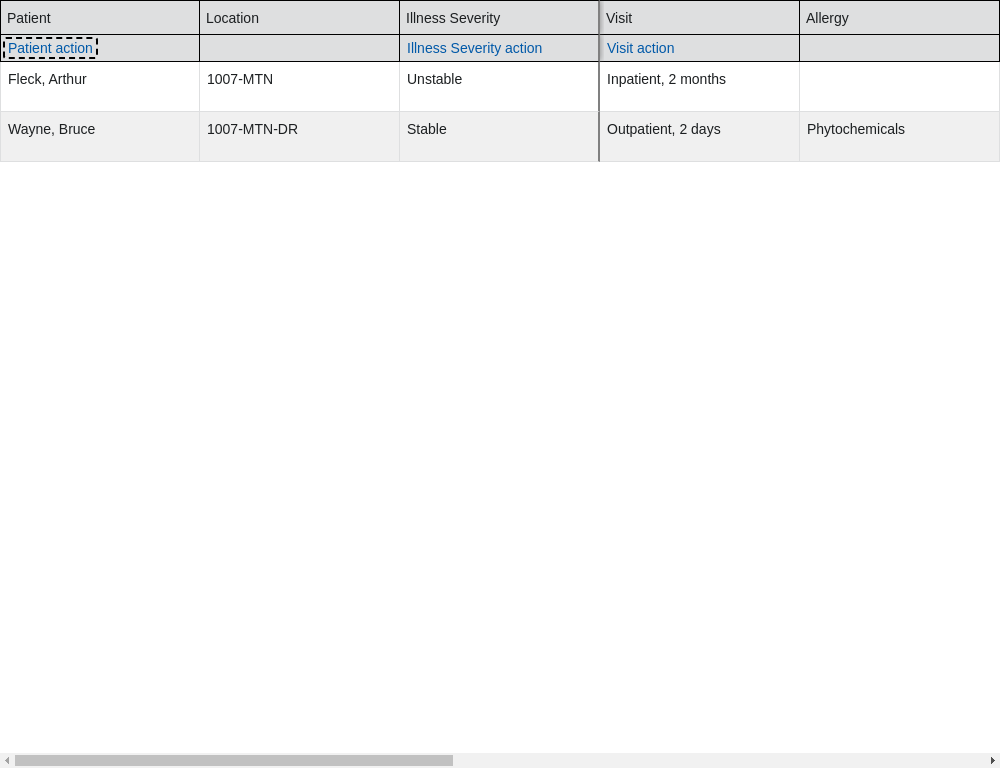 Patient Location Illness Severity Visit Allergy
Patient action Illness Severity action Visit action
Fleck, Arthur 1007-MTN Unstable Inpatient, 2 months
Wayne, Bruce 1007-MTN-DR Stable Outpatient, 2 days Phytochemicals